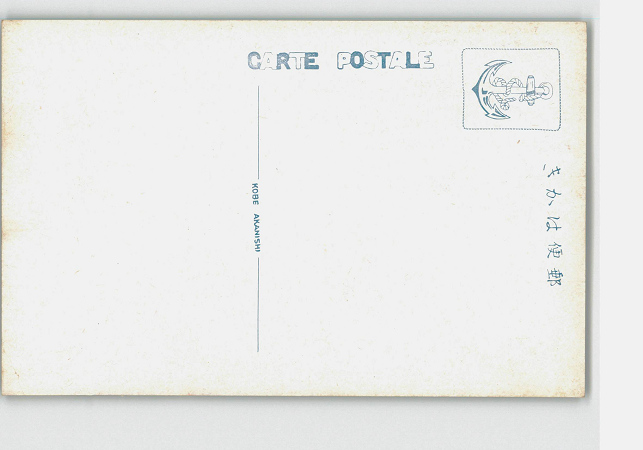 CARTE POSTALE
KOBE AKANISHI
きかは便郵